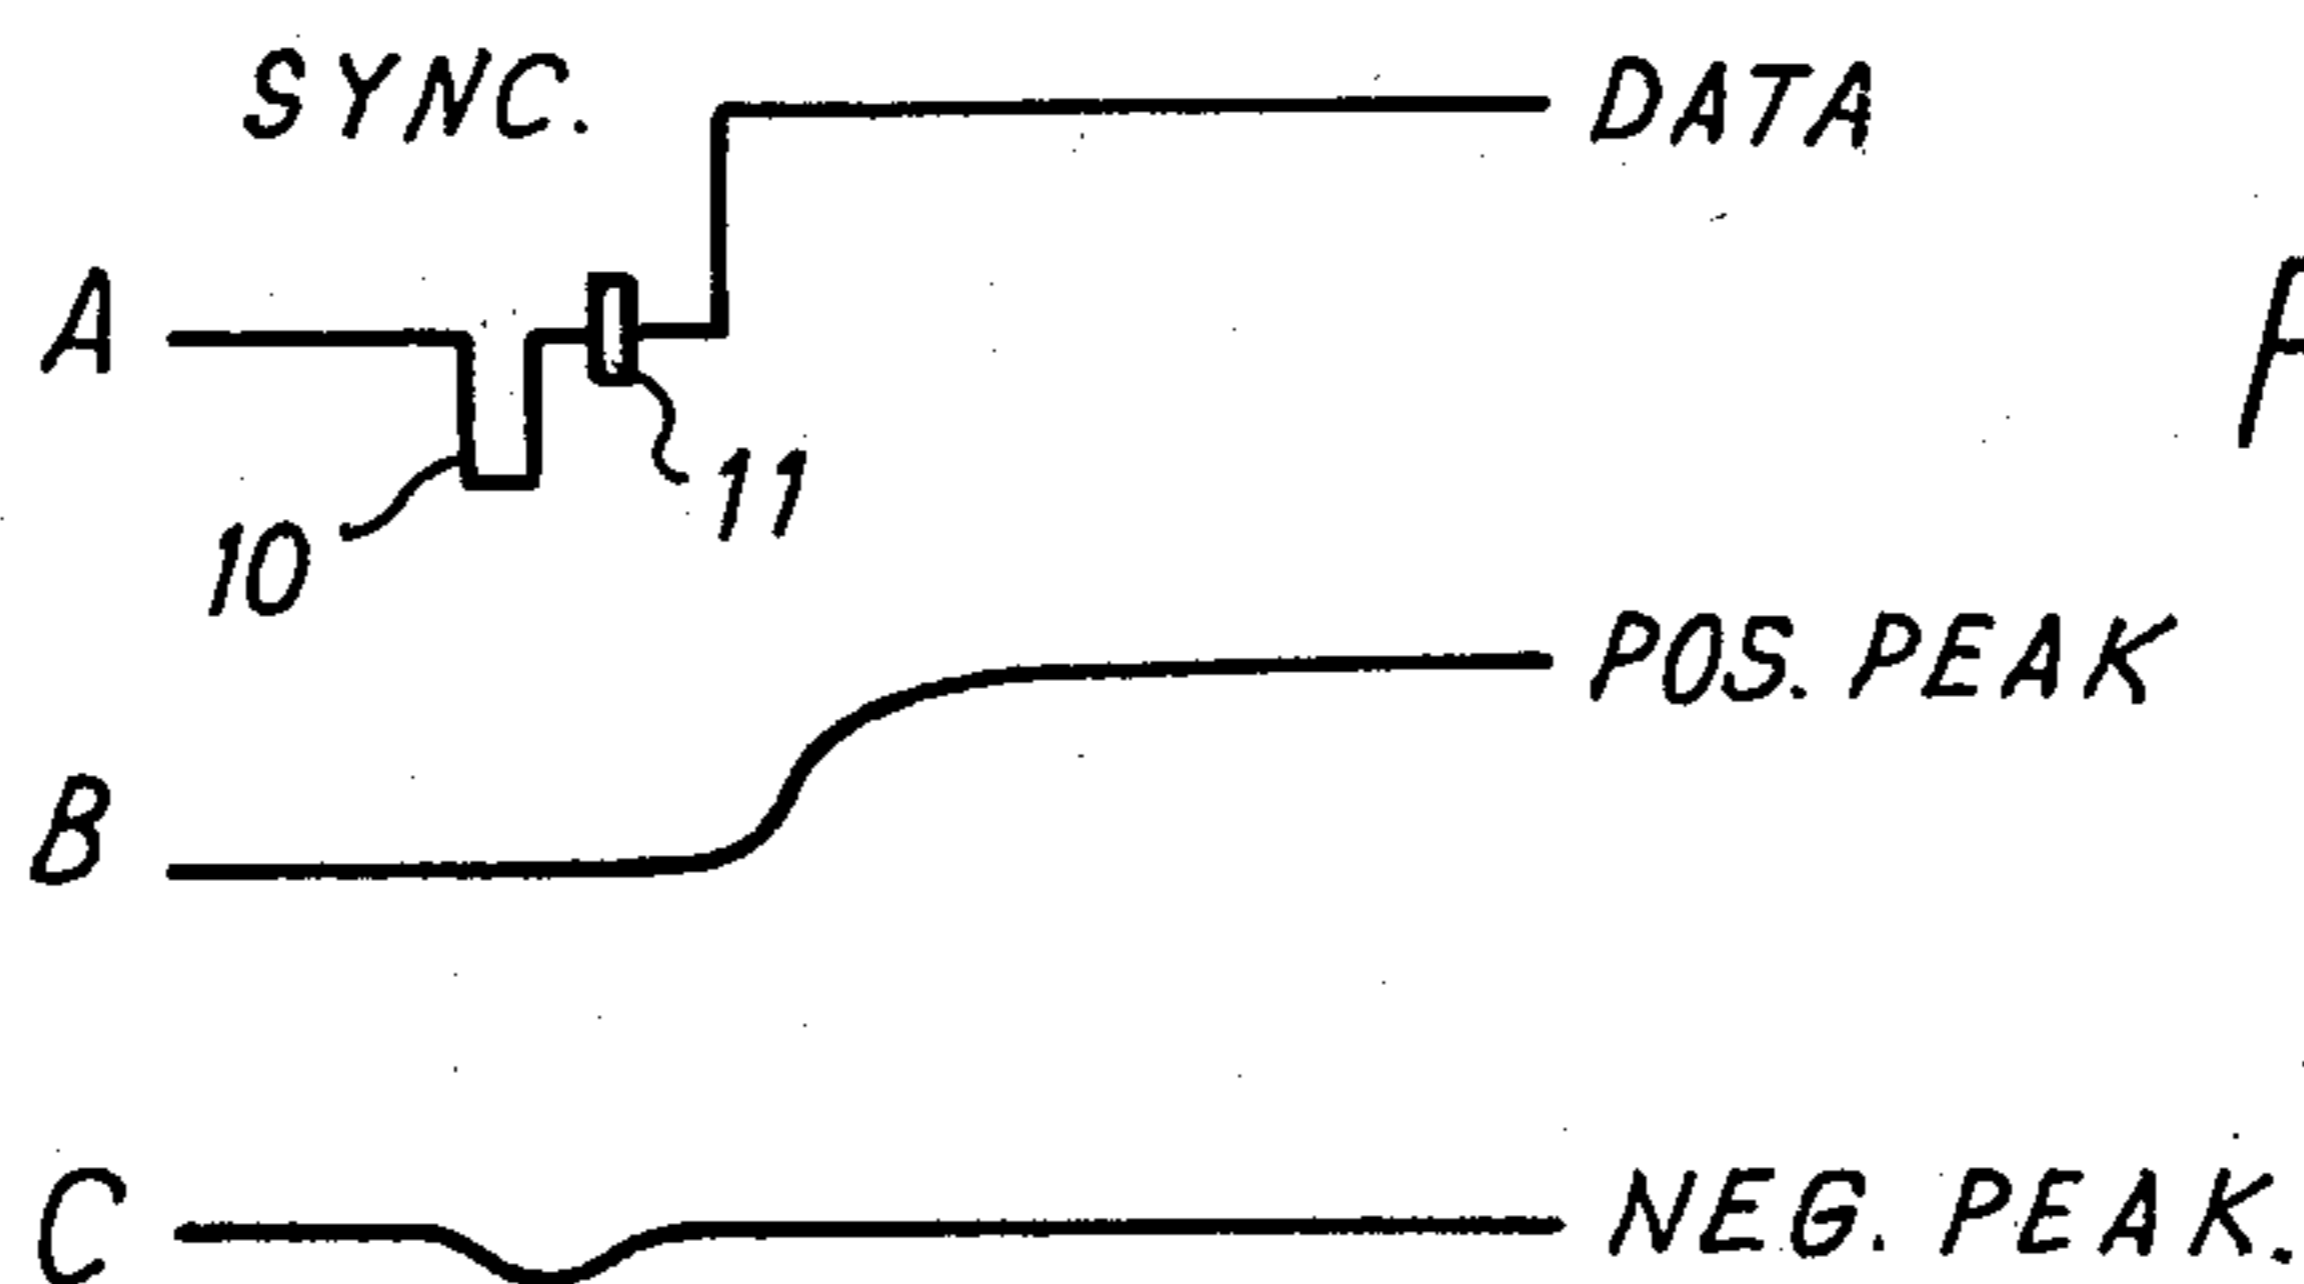 SYNC.
DATA
A
11
10
POS. PEAK
B
C
NEG. PEAK.